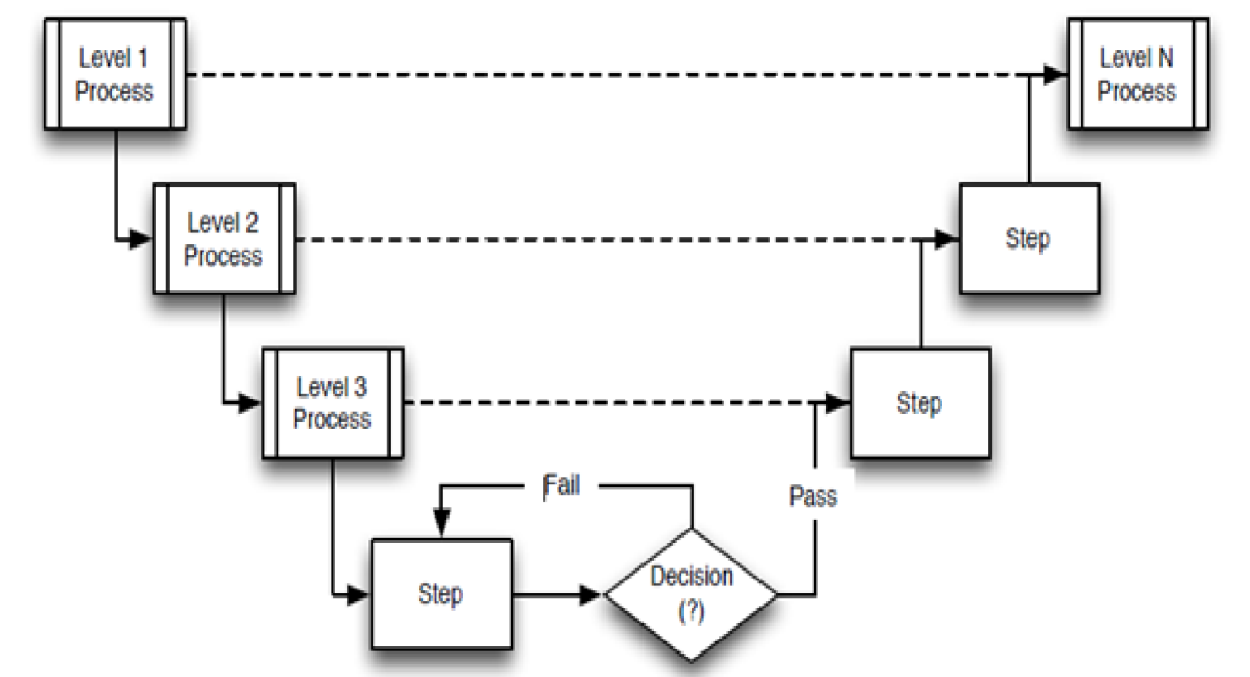 Level 1
Process
Level N
Process
Level 2
Process
Step
Level 3
Process
Step
Fail
Pass
Step
Decision
(?)